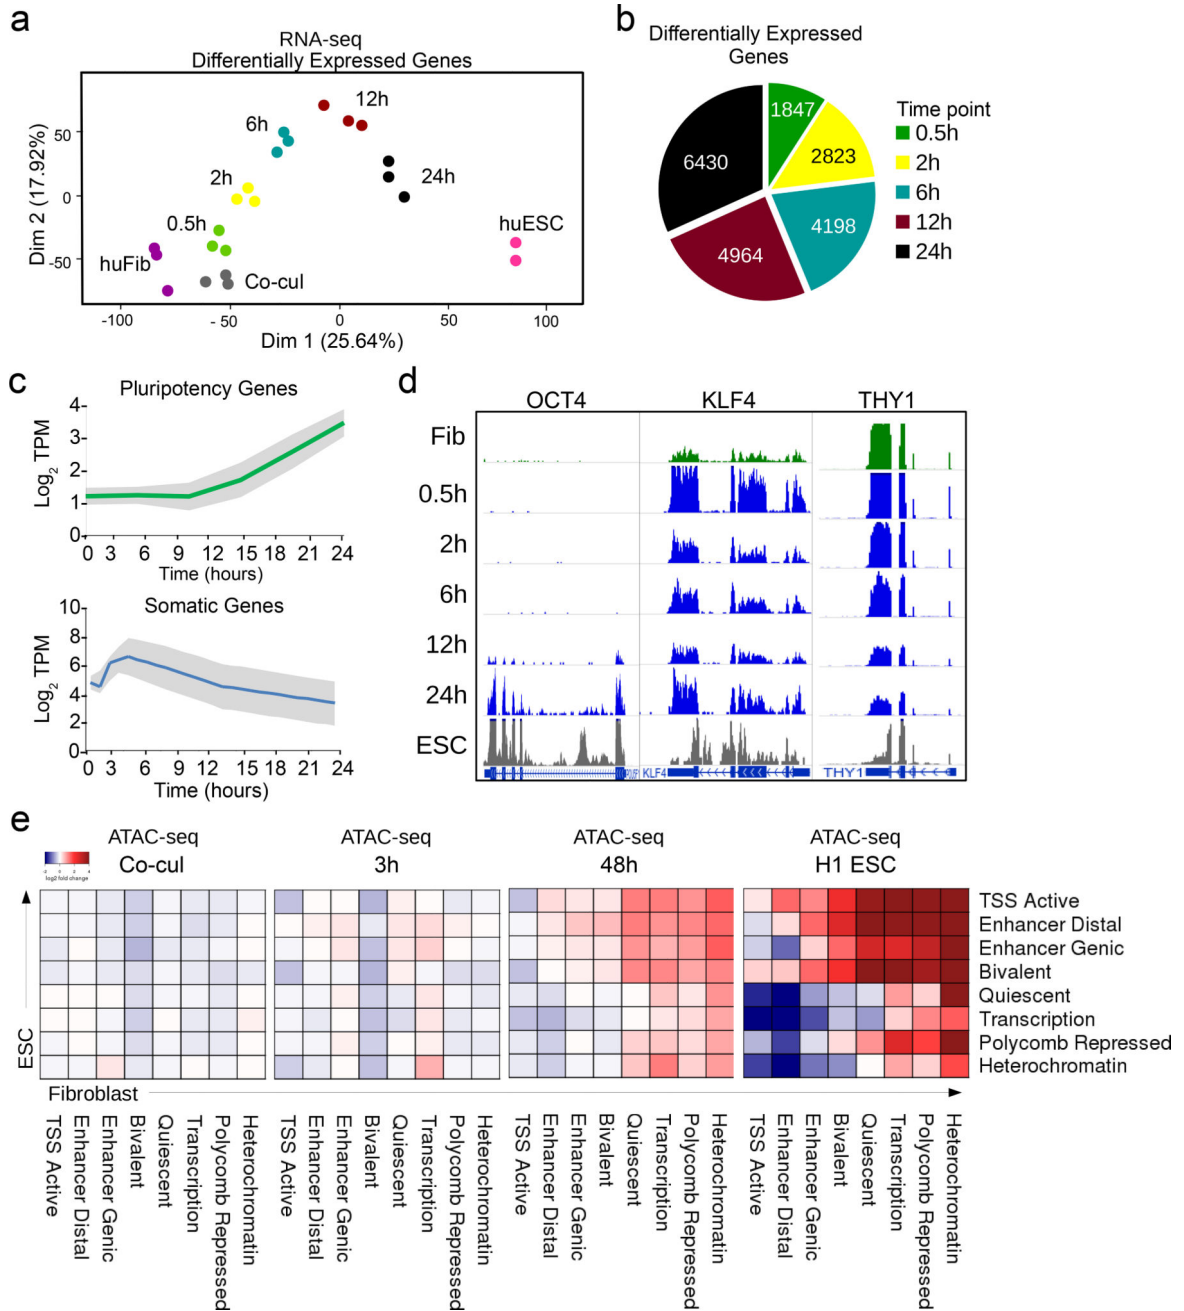 a
RNA-seq
Differentially Expressed Genes
Dim 2 (17.92%)
50
0
-50
12h
6h
2h
24h
0.5h
huESC
huFib
Co-cul
-100
- 50
0
50
100
Dim 1 (25.64%)
b
Differentially Expressed
Genes
1847
2823
4198
4964
6430
Time point
0.5h
2h
6h
12h
24h
c
Pluripotency Genes
Log2 TPM
4
3
2
1
0
0 3 6 9 12 15 18 21 24
Time (hours)
Somatic Genes
Log2 TPM
10
8
6
4
2
0
0 3 6 9 12 15 18 21 24
Time (hours)
d
OCT4 KLF4 THY1
Fib
0.5h
2h
6h
12h
24h
ESC
KLF4
THY1
e
ATAC-seq
Co-cul
ATAC-seq
3h
ATAC-seq
48h
ATAC-seq
H1 ESC
-2 0 2 4
log2 fold change
ESC
TSS Active
Enhancer Distal
Enhancer Genic
Bivalent
Quiescent
Transcription
Polycomb Repressed
Heterochromatin
Fibroblast
TSS Active
Enhancer Distal
Enhancer Genic
Bivalent
Quiescent
Transcription
Polycomb Repressed
Heterochromatin
TSS Active
Enhancer Distal
Enhancer Genic
Bivalent
Quiescent
Transcription
Polycomb Repressed
Heterochromatin
TSS Active
Enhancer Distal
Enhancer Genic
Bivalent
Quiescent
Transcription
Polycomb Repressed
Heterochromatin
TSS Active
Enhancer Distal
Enhancer Genic
Bivalent
Quiescent
Transcription
Polycomb Repressed
Heterochromatin